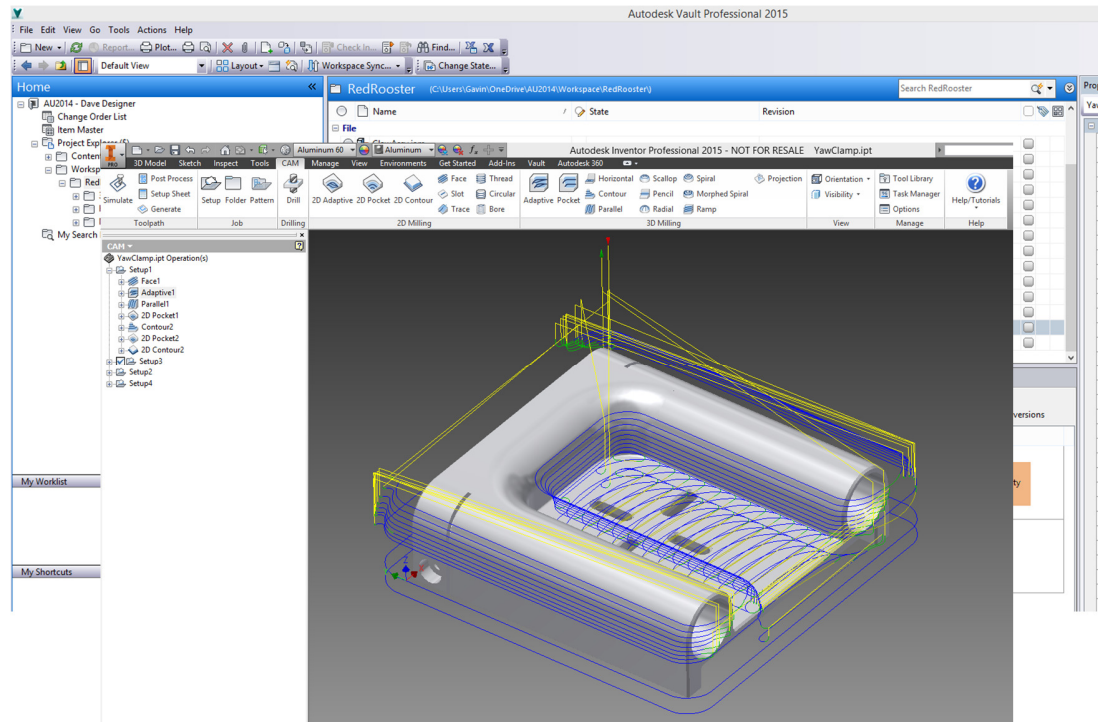 Autodesk Vault Professional 2015
File Edit View Go Tools Actions Help
New Report... Plot... Check In... Find...
Default View Layout Workspace Sync... Change State...
Home
RedRooster (C:\Users\Gavin\OneDrive\AU2014\Workspace\RedRooster\) Search RedRooster
AU2014 - Dave Designer
Name State Revision
Change Order List
File
Item Master
Project Explorer ($)
Aluminum 60 Aluminum Autodesk Inventor Professional 2015 - NOT FOR RESALE YawClamp.ipt
PRO 3D Model Sketch Inspect Tools CAM Manage View Environments Get Started Add-Ins Vault Autodesk 360
Conten
Worksp
Red
My Search
Simulate Post Process Setup Folder Pattern Drill 2D Adaptive 2D Pocket 2D Contour Face Thread Adaptive Pocket Horizontal Scallop Spiral Projection Orientation Tool Library Help/Tutorials
Setup Sheet Slot Circular Contour Pencil Morphed Spiral Visibility Task Manager
Generate Trace Bore Parallel Radial Ramp Options
Toolpath Job Drilling 2D Milling 3D Milling View Manage Help
CAM
YawClamp.ipt Operation(s)
Setup1
Face1
Adaptive1
Parallel1
2D Pocket1
Contour2
2D Pocket2
2D Contour2
Setup3
Setup2
Setup4
versions
ty
My Worklist
My Shortcuts